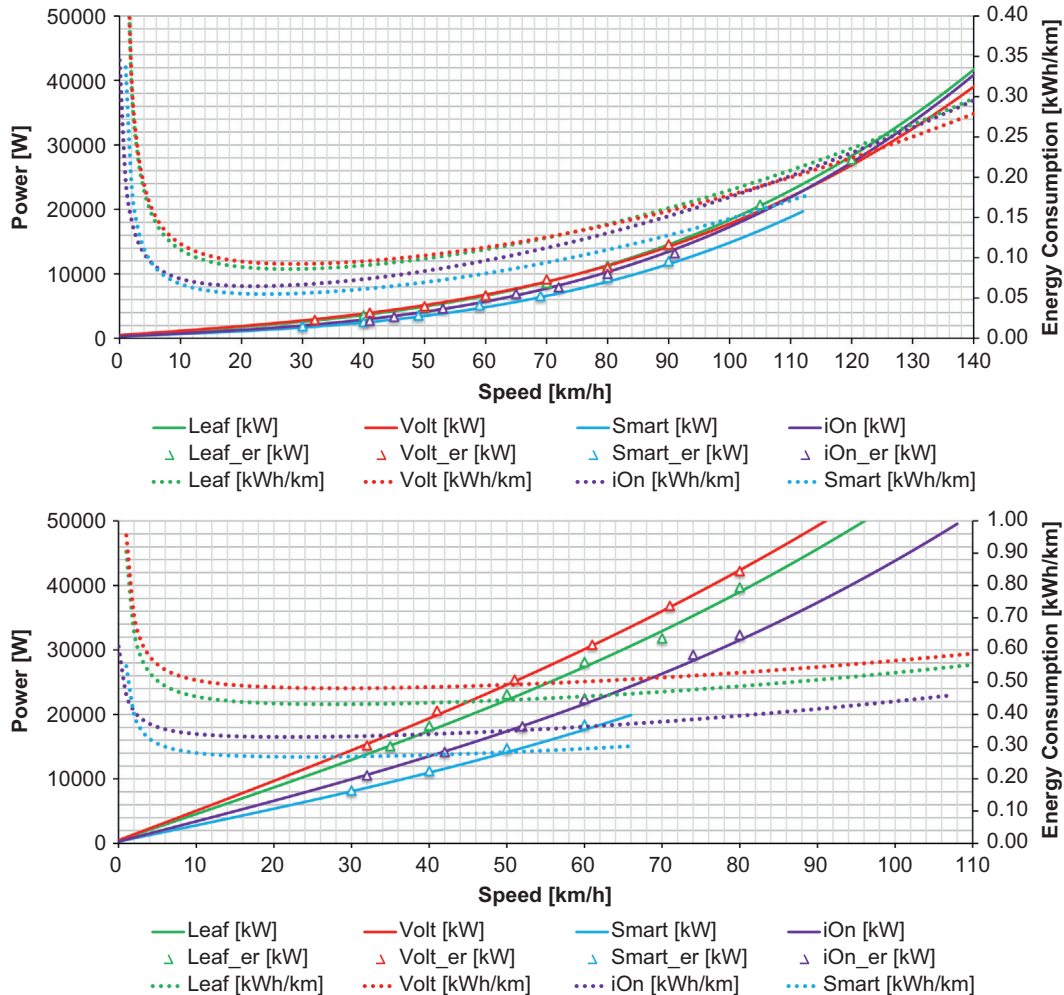 50000
40000
30000
20000
10000
0
Power [W]
0.40
0.35
0.30
0.25
0.20
0.15
0.10
0.05
0.00
Energy Consumption [kWh/km]
0 10 20 30 40 50 60 70 80 90 100 110 120 130 140
Speed [km/h]
Leaf [kW] Volt [kW] Smart [kW] iOn [kW]
Leaf_er [kW] Volt_er [kW] Smart_er [kW] iOn_er [kW]
Leaf [kWh/km] Volt [kWh/km] iOn [kWh/km] Smart [kWh/km]
50000
40000
30000
20000
10000
0
Power [W]
1.00
0.90
0.80
0.70
0.60
0.50
0.40
0.30
0.20
0.10
0.00
Energy Consumption [kWh/km]
0 10 20 30 40 50 60 70 80 90 100 110
Speed [km/h]
Leaf [kW] Volt [kW] Smart [kW] iOn [kW]
Leaf_er [kW] Volt_er [kW] Smart_er [kW] iOn_er [kW]
Leaf [kWh/km] Volt [kWh/km] iOn [kWh/km] Smart [kWh/km]